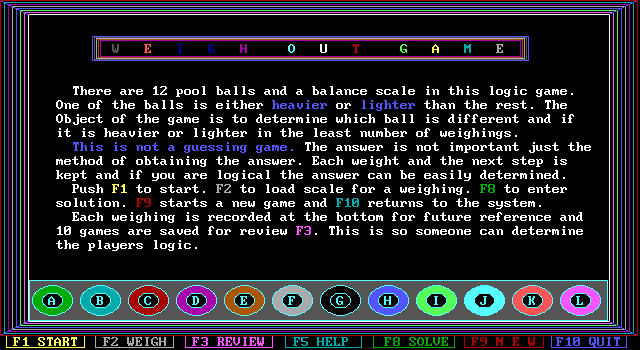 W E I G H O U T G A M E
There are 12 pool balls and a balance scale in this logic game.
One of the balls is either heavier or lighter than the rest. The
Object of the game is to determine which ball is different and if
it is heavier or lighter in the least number of weighings.
This is not a guessing game. The answer is not important just the
method of obtaining the answer. Each weight and the next step is
kept and if you are logical the answer can be easily determined.
Push F1 to start. F2 to load scale for a weighing. F8 to enter
solution. F9 starts a new game and F10 returns to the system.
Each weighing is recorded at the bottom for future reference and
10 games are saved for review F3. This is so someone can determine
the players logic.
A B C D E F G H I J K L
F1 START F2 WEIGH F3 REVIEW F5 HELP F8 SOLVE F9 N E W F10 QUIT